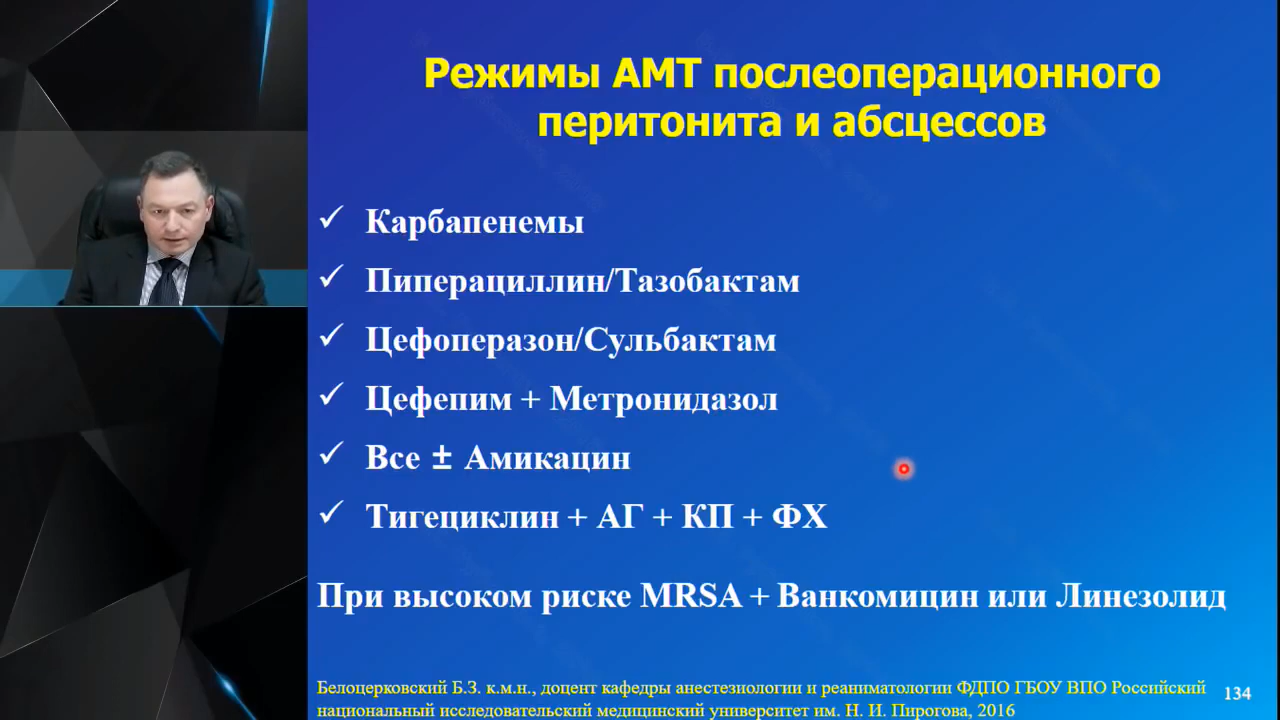 Режимы АМТ послеоперационного
перитонита и абсцессов
✓ Карбапенемы
✓ Пиперациллин/Тазобактам
✓ Цефоперазон/Сульбактам
✓ Цефепим + Метронидазол
✓ Все ± Амикацин
✓ Тигециклин + АГ + КП + ФХ
При высоком риске MRSA + Ванкомицин или Линезолид
Белоцерковский Б.З. к.м.н., доцент кафедры анестезиологии и реаниматологии ФДПО ГБОУ ВПО Российский
национальный исследовательский медицинский университет им. Н. И. Пирогова, 2016
134